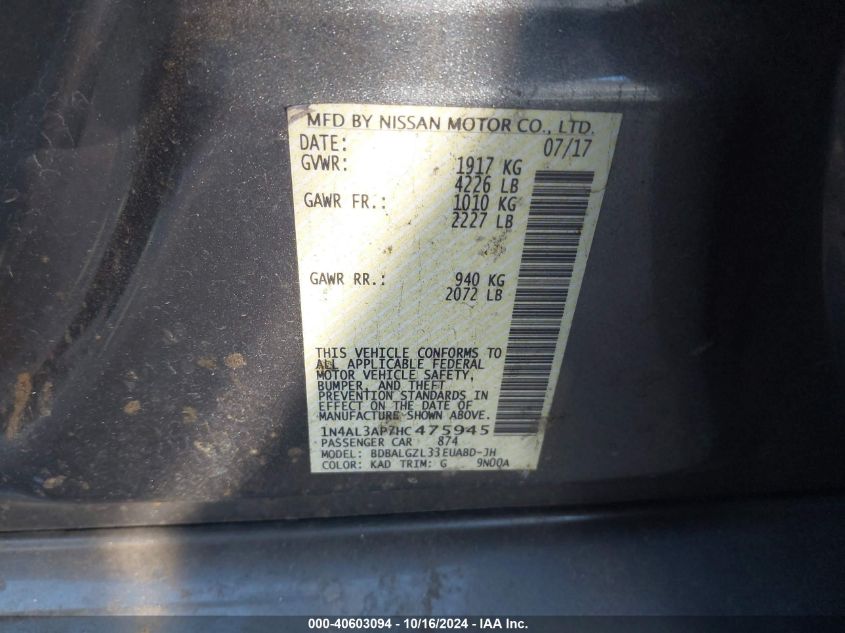 MFD BY NISSAN MOTOR CO., LTD.
DATE: 07/17
GVWR: 1917 KG
4226 LB
GAWR FR.: 1010 KG
2227 LB
GAWR RR.: 940 KG
2072 LB
THIS VEHICLE CONFORMS TO
ALL APPLICABLE FEDERAL
MOTOR VEHICLE SAFETY,
BUMPER, AND THEFT
PREVENTION STANDARDS IN
EFFECT ON THE DATE OF
MANUFACTURE SHOWN ABOVE.
1N4AL3AP7HC475945
PASSENGER CAR 874
MODEL: BDBALGZL33EUA8D-JH
COLOR: KAD TRIM: G 9N00A
000-40603094 - 10/16/2024 - IAA Inc.